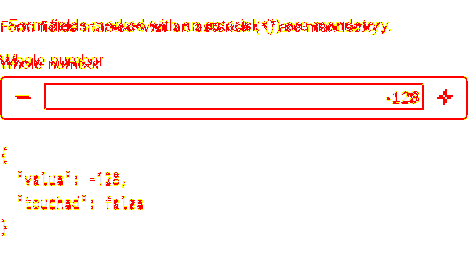 Form fields marked with an asterisk (*) are mandatory.
Whole number
-128
{
"value": -128,
"touched": false
}